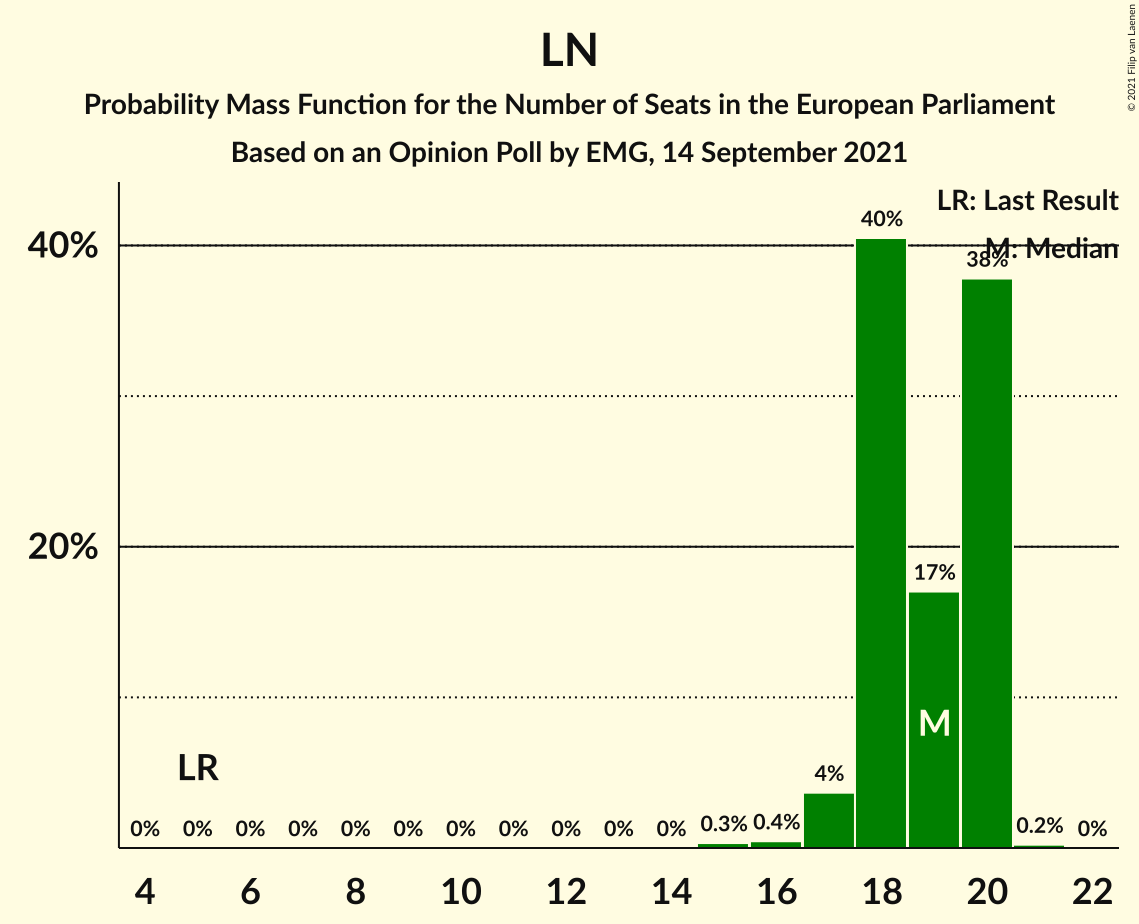 LN
Probability Mass Function for the Number of Seats in the European Parliament
Based on an Opinion Poll by EMG, 14 September 2021
© 2021 Filip van Laenen
LR: Last Result
M: Median
40%
20%
40%
38%
17%
M
LR
4%
0% 0% 0% 0% 0% 0% 0% 0% 0% 0% 0% 0.3% 0.4% 0.2% 0%
4 6 8 10 12 14 16 18 20 22